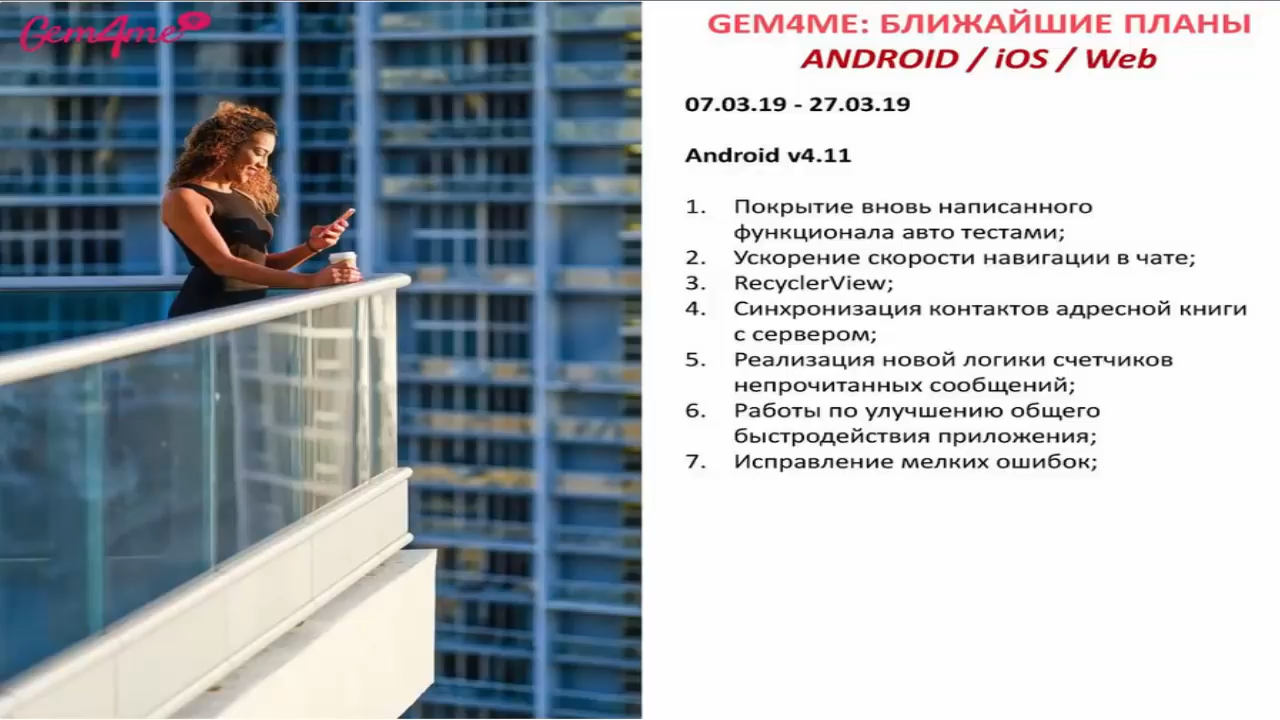 Gem4me
GEM4ME: БЛИЖАЙШИЕ ПЛАНЫ
ANDROID / iOS / Web
07.03.19 - 27.03.19
Android v4.11
1. Покрытие вновь написанного
функционала авто тестами;
2. Ускорение скорости навигации в чате;
3. RecyclerView;
4. Синхронизация контактов адресной книги
с сервером;
5. Реализация новой логики счетчиков
непрочитанных сообщений;
6. Работы по улучшению общего
быстродействия приложения;
7. Исправление мелких ошибок;